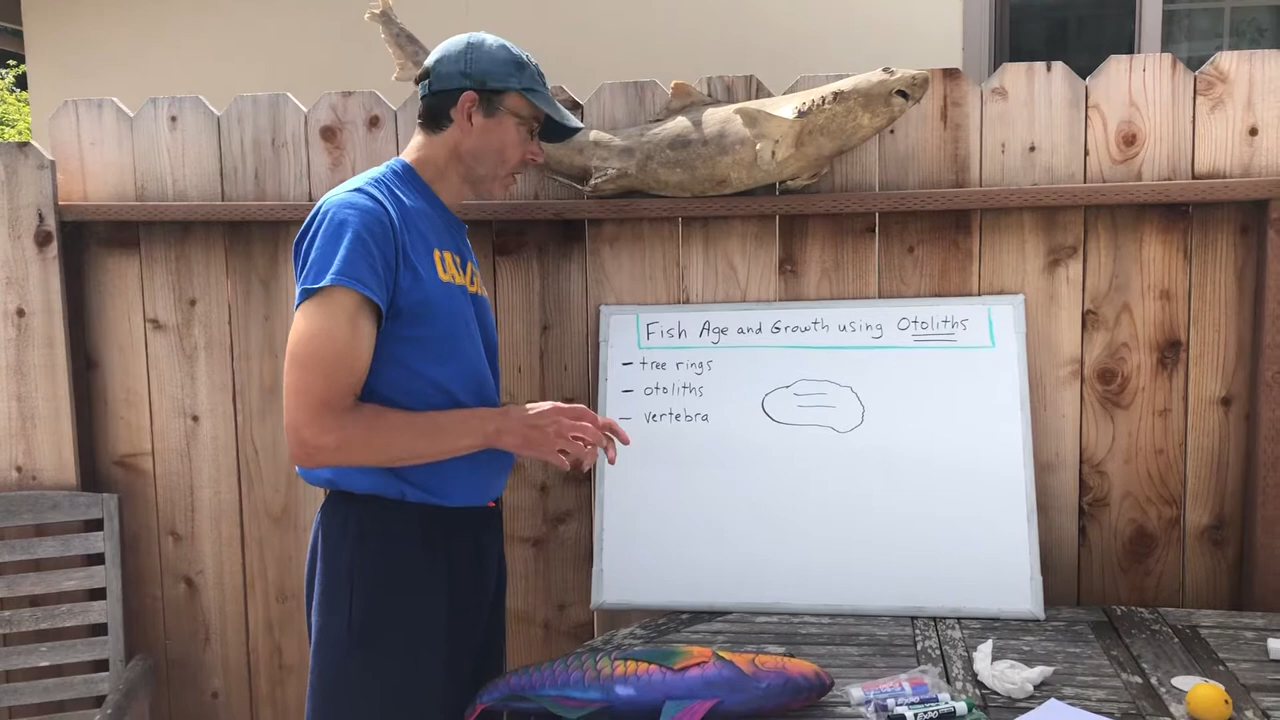 Fish Age and Growth using Otoliths
- tree rings
- otoliths
- vertebra